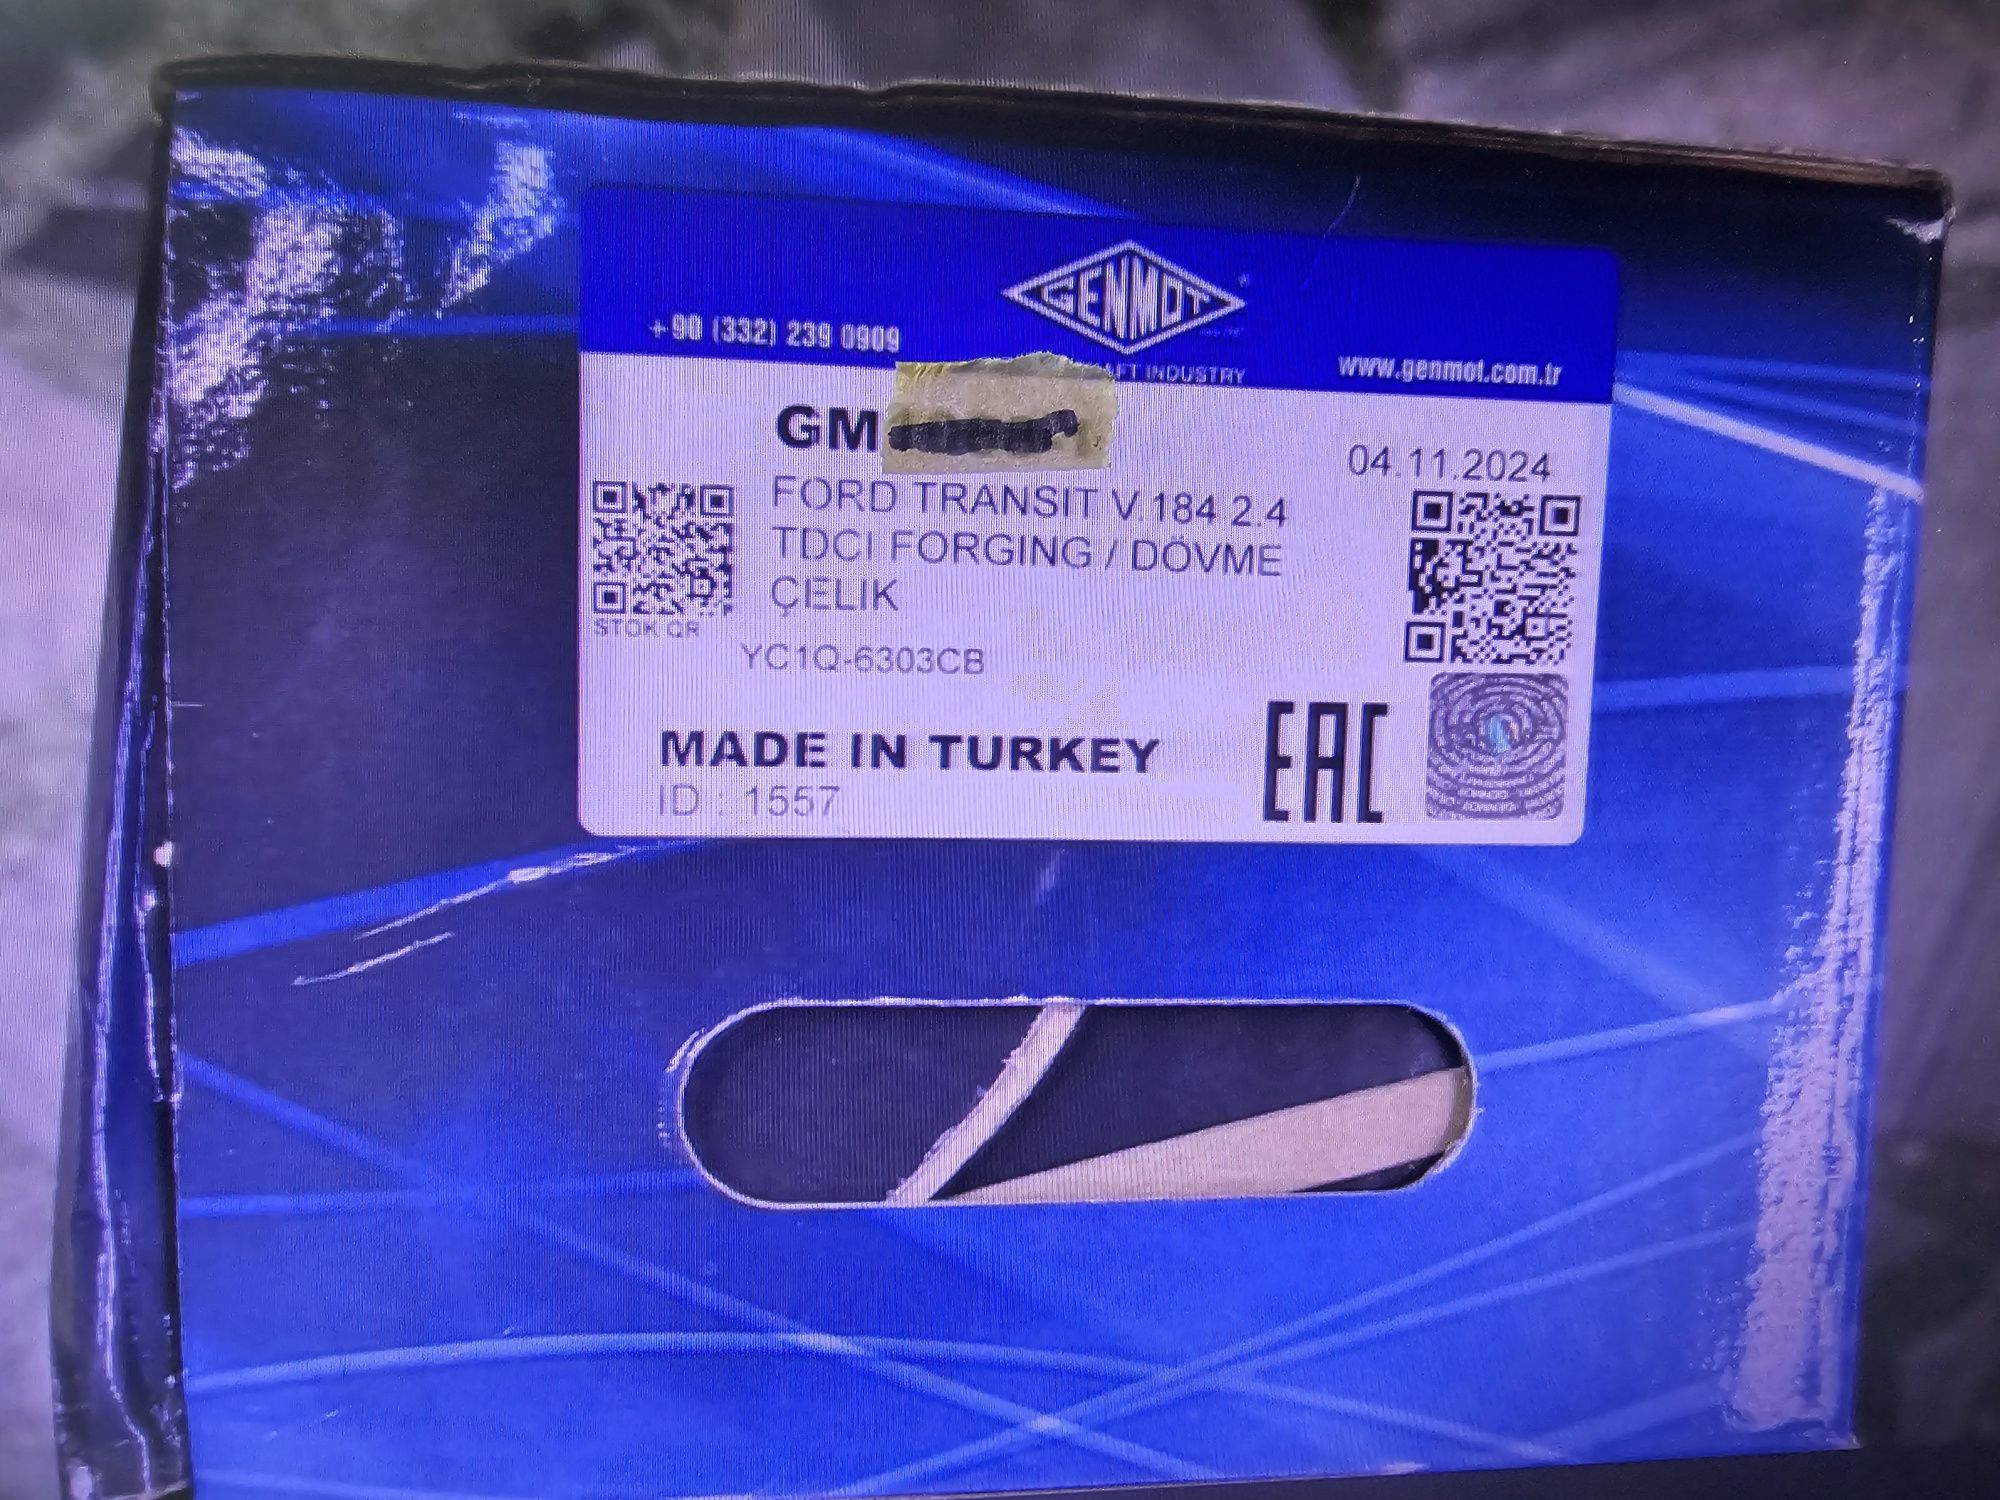 GENMOT
+90 (332) 239 0909
AFT INDUSTRY
www.genmot.com.tr
GM
04.11.2024
FORD TRANSIT V.184 2.4
TDCI FORGING / DÖVME
ÇELIK
STOK QR
YC1Q-6303CB
MADE IN TURKEY
ID : 1557
EAC